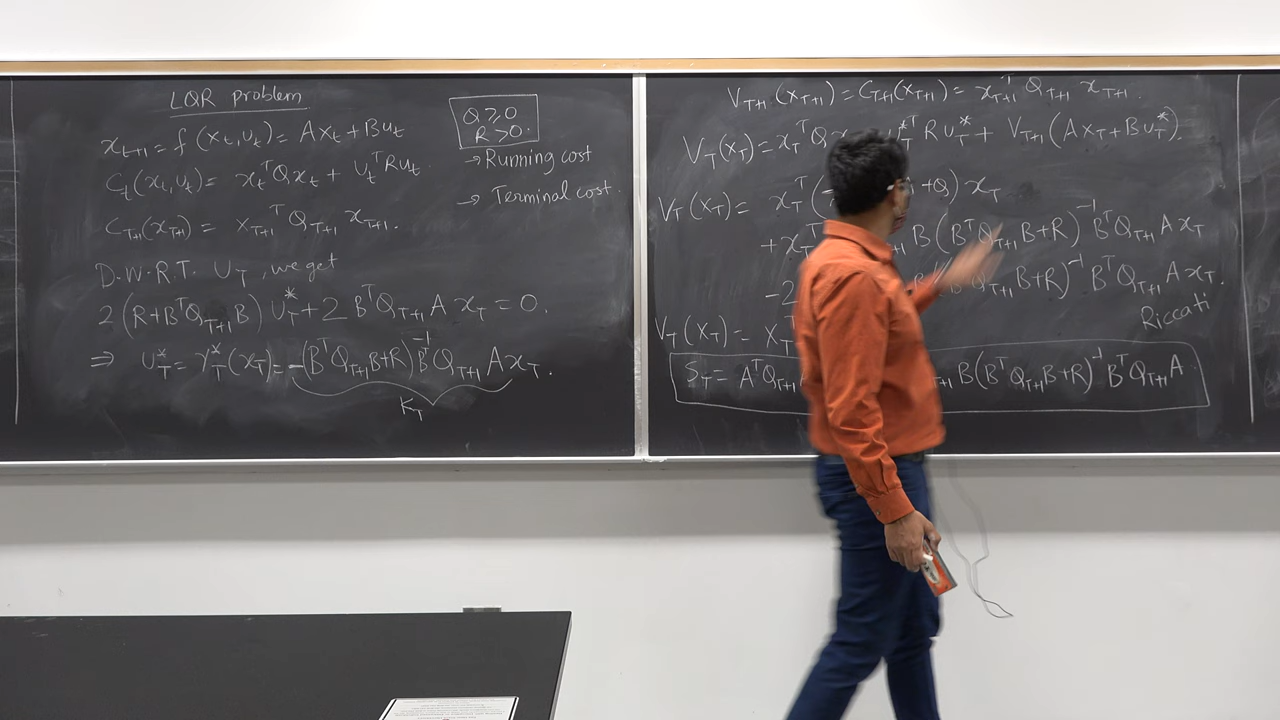 LQR problem
x_{t+1} = f(x_t, u_t) = Ax_t + Bu_t
C_t(x_t, u_t) = x_t^T Q x_t + u_t^T R u_t
C_{T+1}(x_{T+1}) = x_{T+1}^T Q_{T+1} x_{T+1}.
D.W.R.T. U_T, we get
2(R+B^T Q_{T+1} B) U_T^* + 2 B^T Q_{T+1} A x_T = 0.
⇒ U_T^* = γ_T^*(x_T) = -(B^T Q_{T+1} B+R)^{-1} B^T Q_{T+1} A x_T.
K_T
Q ≥ 0
R > 0.
→ Running cost
→ Terminal cost.
V_{T+1}(x_{T+1}) = C_{T+1}(x_{T+1}) = x_{T+1}^T Q_{T+1} x_{T+1}.
V_T(x_T) = x_T^T Q R u_T^* + V_{T+1}(Ax_T + Bu_T^*).
V_T(x_T) = x_T^T ( +Q) x_T
+ x_T^T B(B^T Q_{T+1} B+R)^{-1} B^T Q_{T+1} A x_T
-2 B+R)^{-1} B^T Q_{T+1} A x_T.
Riccati
V_T(x_T) = x_T
S_T = A^T Q_{T+1} B(B^T Q_{T+1} B+R)^{-1} B^T Q_{T+1} A